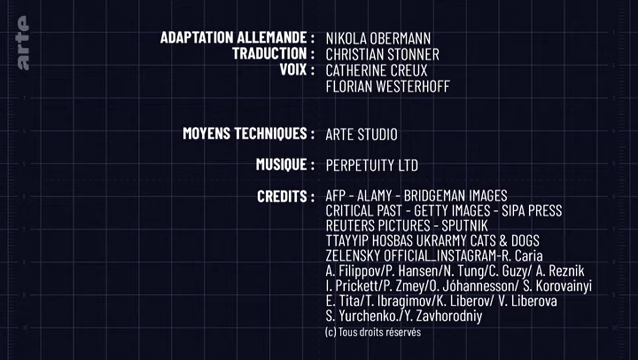 arte
ADAPTATION ALLEMANDE : NIKOLA OBERMANN
TRADUCTION : CHRISTIAN STONNER
VOIX : CATHERINE CREUX
FLORIAN WESTERHOFF
MOYENS TECHNIQUES : ARTE STUDIO
MUSIQUE : PERPETUITY LTD
CREDITS : AFP - ALAMY - BRIDGEMAN IMAGES
CRITICAL PAST - GETTY IMAGES - SIPA PRESS
REUTERS PICTURES - SPUTNIK
TTAYYIP HOSBAS UKRARMY CATS & DOGS
ZELENSKY OFFICIAL_INSTAGRAM-R. Caria
A. Filippov/P. Hansen/N. Tung/C. Guzy/ A. Reznik
I. Prickett/P. Zmey/O. Jóhannesson/ S. Korovainyi
E. Tita/T. Ibragimov/K. Liberov/ V. Liberova
S. Yurchenko./Y. Zavhorodniy
(c) Tous droits réservés